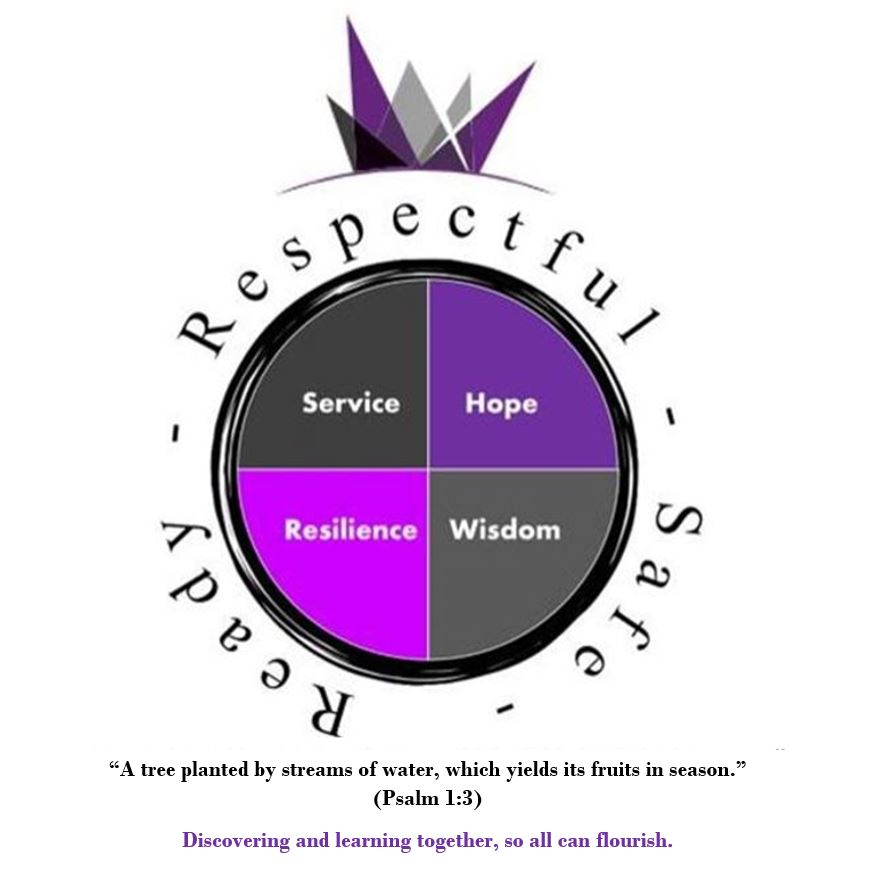 Respectful - Safe - Ready -
Service
Hope
Resilience
Wisdom
“A tree planted by streams of water, which yields its fruits in season.”
(Psalm 1:3)
Discovering and learning together, so all can flourish.